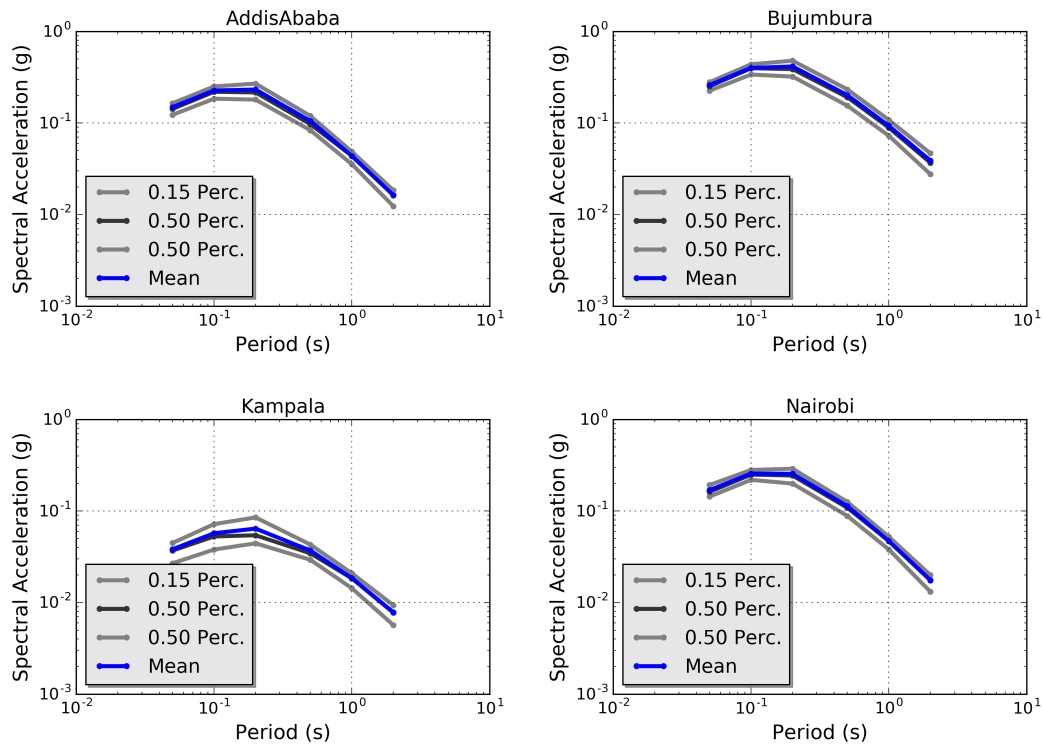 AddisAbaba
Spectral Acceleration (g)
10^0
10^-1
10^-2
10^-3
0.15 Perc.
0.50 Perc.
0.50 Perc.
Mean
10^-2 10^-1 10^0 10^1
Period (s)
Bujumbura
Spectral Acceleration (g)
10^0
10^-1
10^-2
10^-3
0.15 Perc.
0.50 Perc.
0.50 Perc.
Mean
10^-2 10^-1 10^0 10^1
Period (s)
Kampala
Spectral Acceleration (g)
10^0
10^-1
10^-2
10^-3
0.15 Perc.
0.50 Perc.
0.50 Perc.
Mean
10^-2 10^-1 10^0 10^1
Period (s)
Nairobi
Spectral Acceleration (g)
10^0
10^-1
10^-2
10^-3
0.15 Perc.
0.50 Perc.
0.50 Perc.
Mean
10^-2 10^-1 10^0 10^1
Period (s)